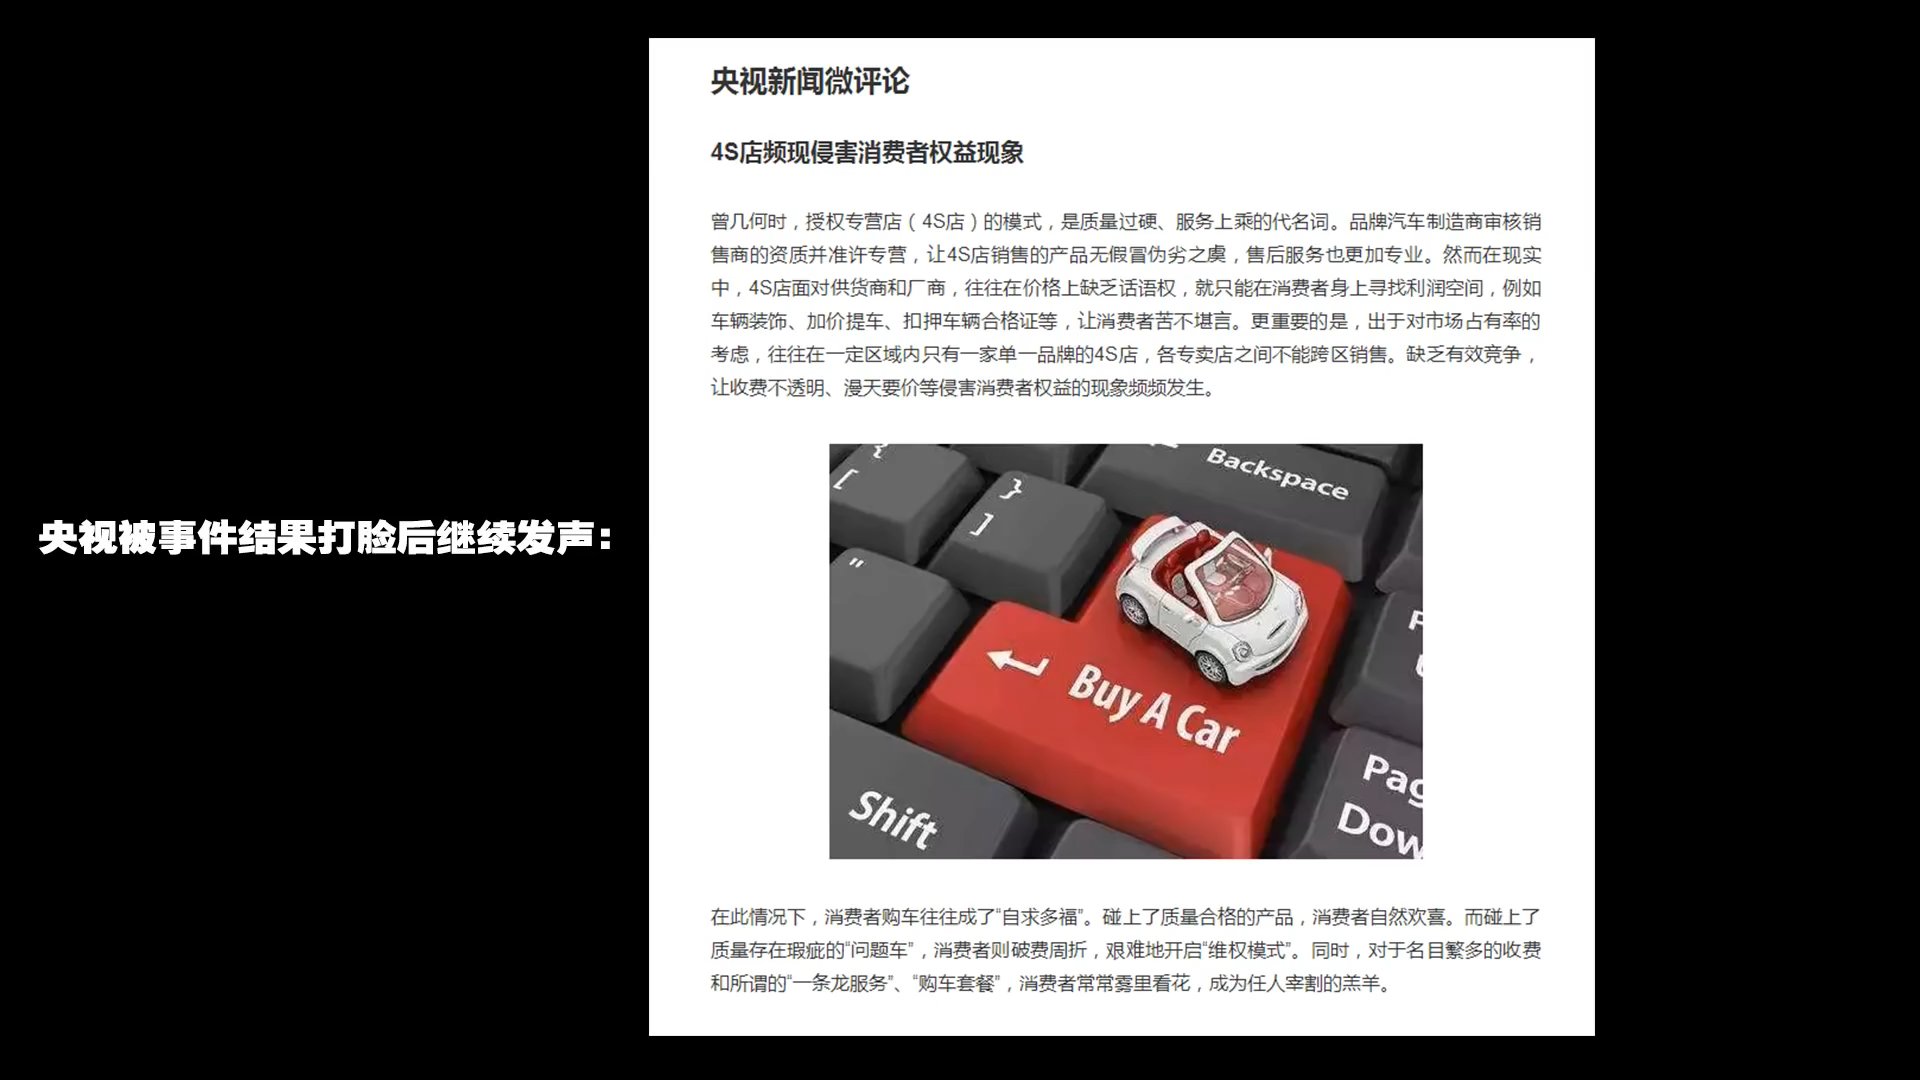 央视被事件结果打脸后继续发声：
央视新闻微评论
4S店频现侵害消费者权益现象
曾几何时，授权专营店（4S店）的模式，是质量过硬、服务上乘的代名词。品牌汽车制造商审核销
售商的资质并准许专营，让4S店销售的产品无假冒伪劣之虞，售后服务也更加专业。然而在现实
中，4S店面对供货商和厂商，往往在价格上缺乏话语权，就只能在消费者身上寻找利润空间，例如
车辆装饰、加价提车、扣押车辆合格证等，让消费者苦不堪言。更重要的是，出于对市场占有率的
考虑，往往在一定区域内只有一家单一品牌的4S店，各专卖店之间不能跨区销售。缺乏有效竞争，
让收费不透明、漫天要价等侵害消费者权益的现象频频发生。
{
[
}
]
"
Backspace
Buy A Car
Shift
Pag
Dow
在此情况下，消费者购车往往成了“自求多福”。碰上了质量合格的产品，消费者自然欢喜。而碰上了
质量存在瑕疵的“问题车”，消费者则破费周折，艰难地开启“维权模式”。同时，对于名目繁多的收费
和所谓的“一条龙服务”、“购车套餐”，消费者常常雾里看花，成为任人宰割的羔羊。